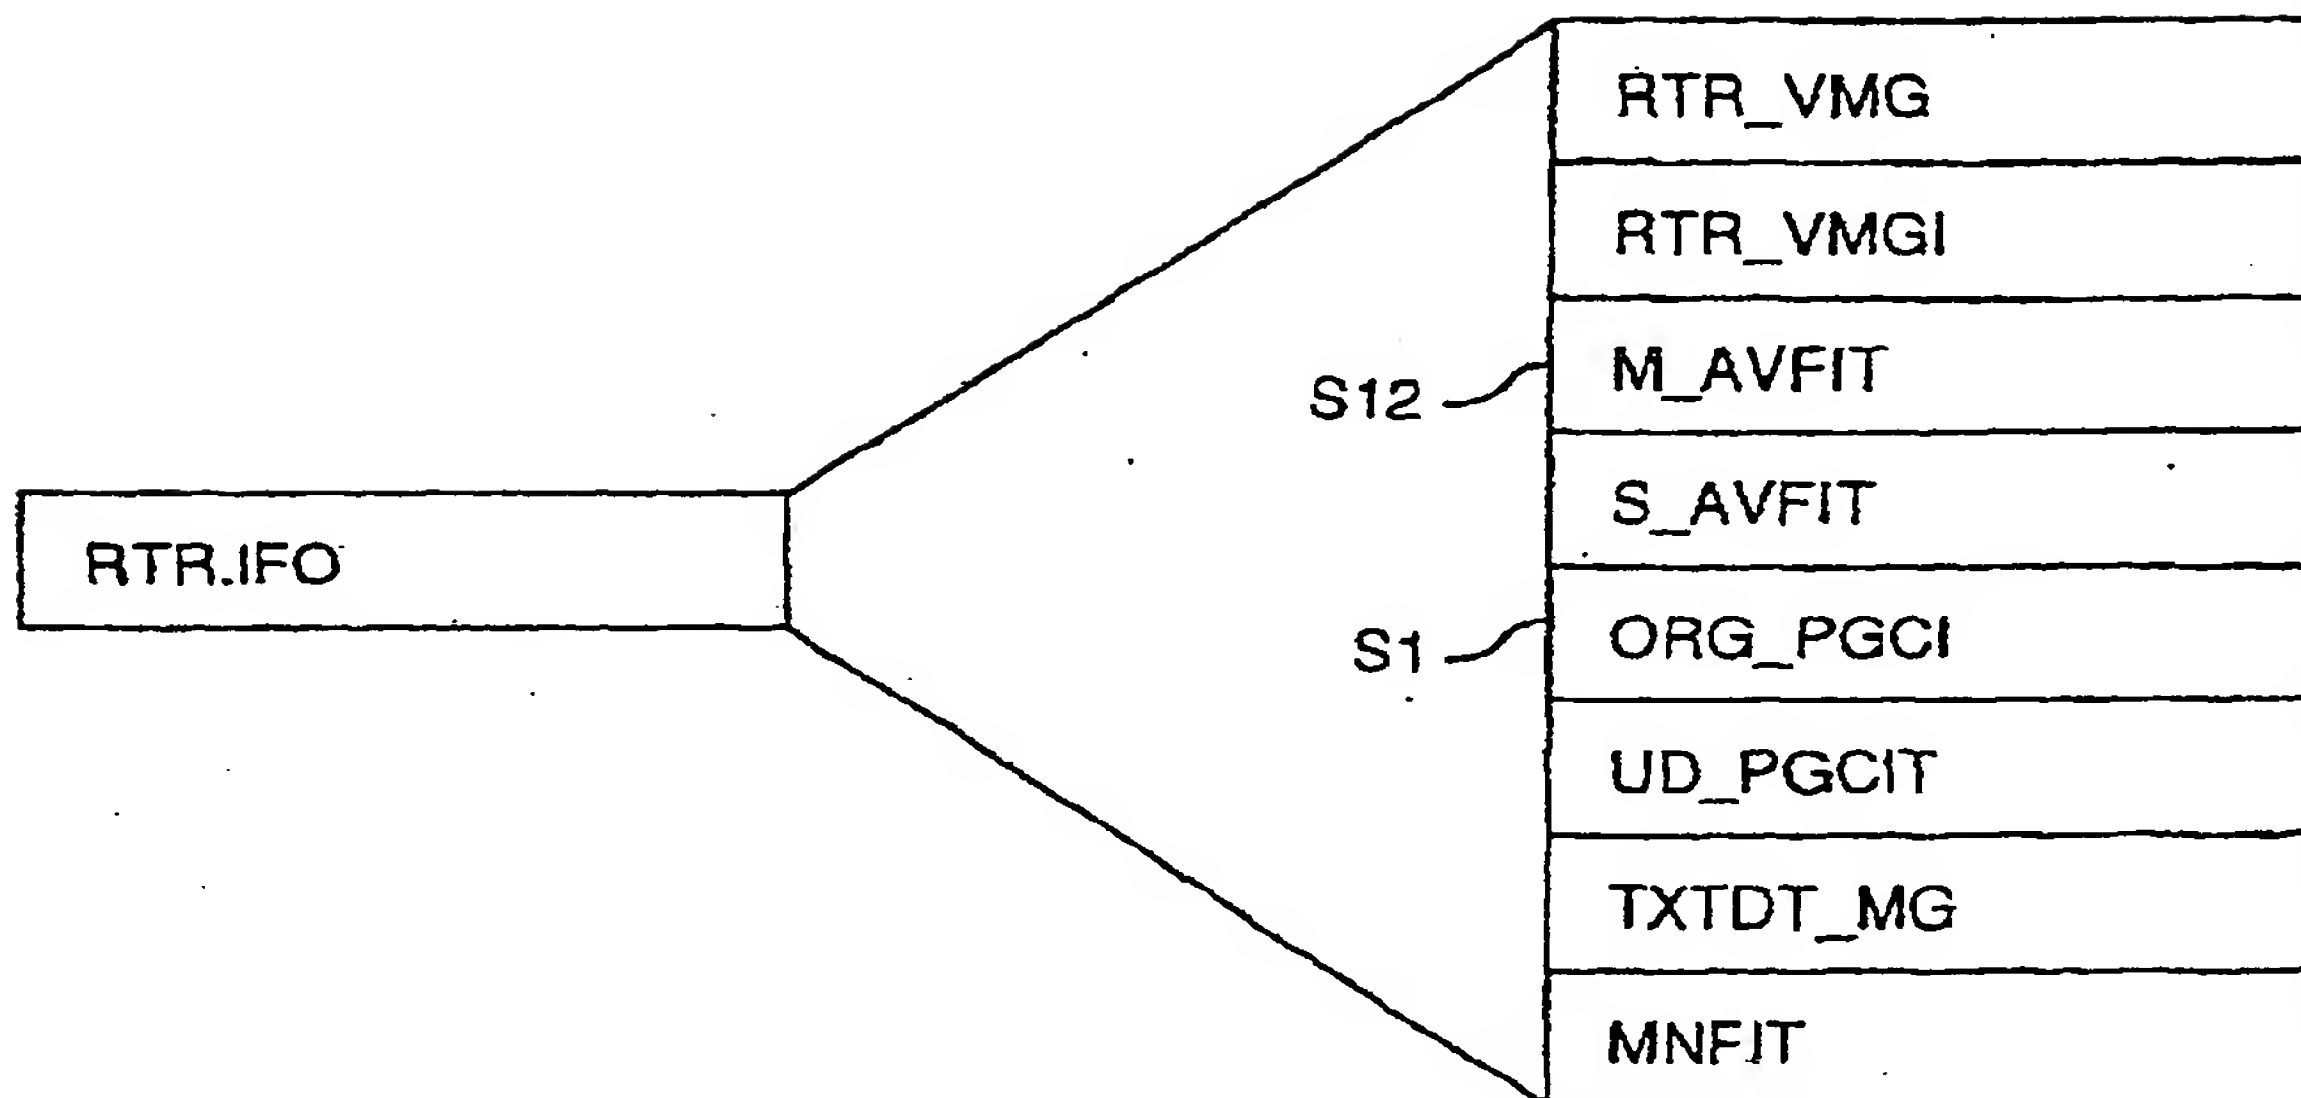 RTR_VMG
RTR_VMGI
S12
M_AVFIT
S_AVFIT
RTR.IFO
S1
ORG_PGCI
UD_PGCIT
TXTDT_MG
MNFIT